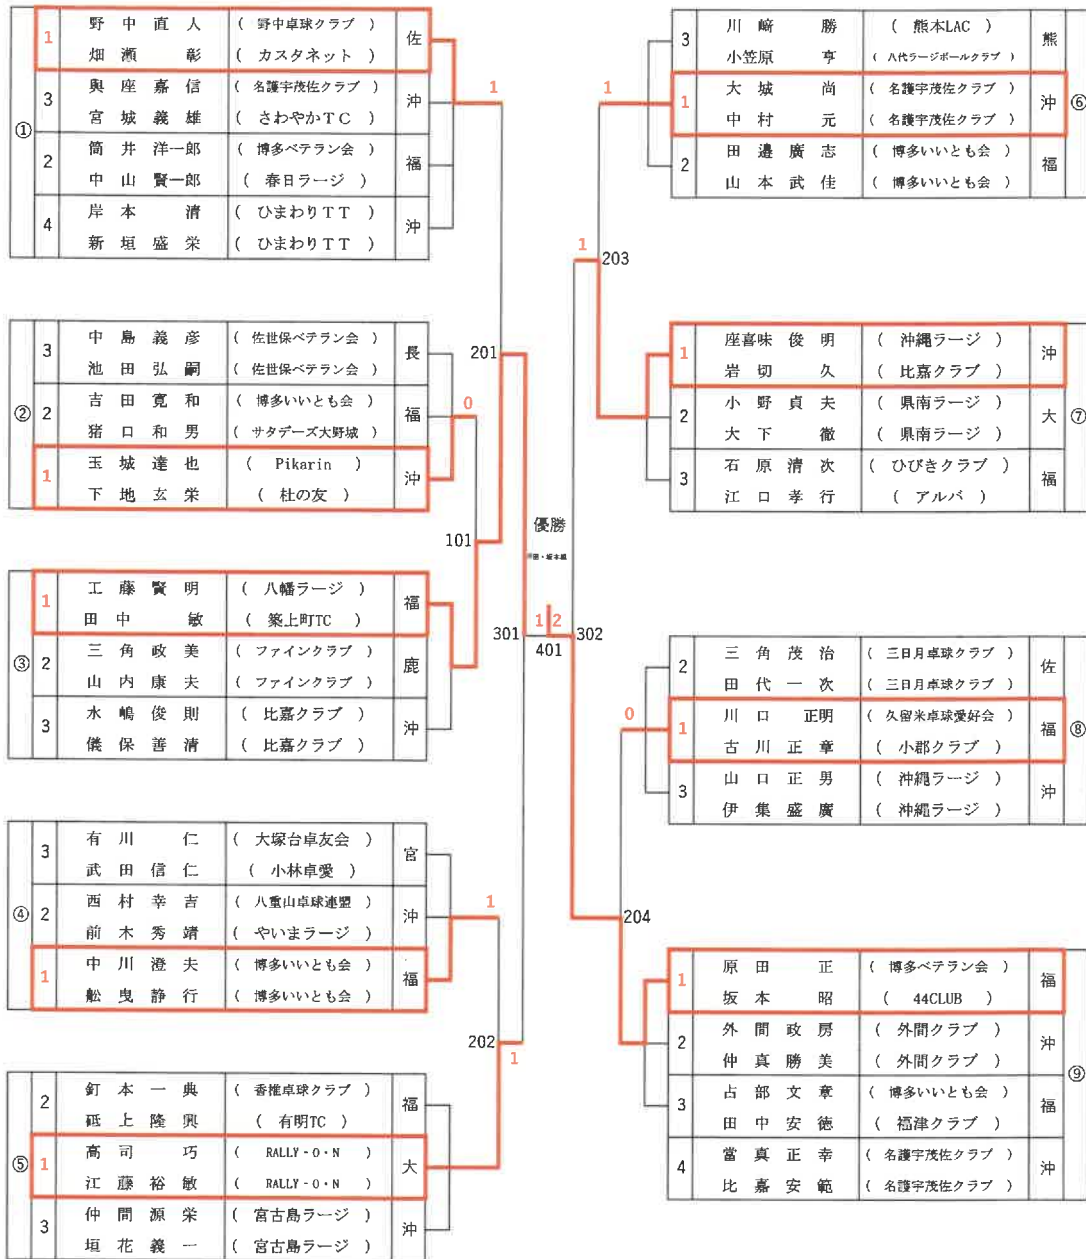 ① 1 野中直人 ( 野中卓球クラブ ) 佐
畑瀬彰 ( カスタネット )
3 與座嘉信 ( 名護宇茂佐クラブ ) 沖
宮城義雄 ( さわやかTC )
2 筒井洋一郎 ( 博多ベテラン会 ) 福
中山賢一郎 ( 春日ラージ )
4 岸本清 ( ひまわりTT ) 沖
新垣盛栄 ( ひまわりTT )
1
② 3 中島義彦 ( 佐世保ベテラン会 ) 長
池田弘嗣 ( 佐世保ベテラン会 )
2 吉田寛和 ( 博多いいとも会 ) 福
猪口和男 ( サタデーズ大野城 )
1 玉城達也 ( Pikarin ) 沖
下地玄栄 ( 杜の友 )
0
201
101
③ 1 工藤賢明 ( 八幡ラージ ) 福
田中敏 ( 築上町TC )
2 三角政美 ( ファインクラブ ) 鹿
山内康夫 ( ファインクラブ )
3 水嶋俊則 ( 比嘉クラブ ) 沖
儀保善清 ( 比嘉クラブ )
④ 3 有川仁 ( 大塚台卓友会 ) 宮
武田信仁 ( 小林卓愛 )
2 西村幸吉 ( 八重山卓球連盟 ) 沖
前木秀靖 ( やいまラージ )
1 中川澄夫 ( 博多いいとも会 ) 福
舩曳静行 ( 博多いいとも会 )
1
202
1
⑤ 2 釘本一典 ( 香椎卓球クラブ ) 福
砥上隆興 ( 有明TC )
1 高司巧 ( RALLY-O・N ) 大
江藤裕敏 ( RALLY-O・N )
3 仲間源栄 ( 宮古島ラージ ) 沖
垣花義一 ( 宮古島ラージ )
優勝
原田・坂本組
301 1 2 302
401
1
3 川﨑勝 ( 熊本LAC ) 熊 ⑥
小笠原亨 ( 八代ラージボールクラブ )
1 大城尚 ( 名護宇茂佐クラブ ) 沖
中村元 ( 名護宇茂佐クラブ )
2 田邉廣志 ( 博多いいとも会 ) 福
山本武佳 ( 博多いいとも会 )
1
203
1 座喜味俊明 ( 沖縄ラージ ) 沖 ⑦
岩切久 ( 比嘉クラブ )
2 小野貞夫 ( 県南ラージ ) 大
大下徹 ( 県南ラージ )
3 石原清次 ( ひびきクラブ ) 福
江口孝行 ( アルバ )
0
2 三角茂治 ( 三日月卓球クラブ ) 佐 ⑧
田代一次 ( 三日月卓球クラブ )
1 川口正明 ( 久留米卓球愛好会 ) 福
古川正章 ( 小郡クラブ )
3 山口正男 ( 沖縄ラージ ) 沖
伊集盛廣 ( 沖縄ラージ )
204
1 原田正 ( 博多ベテラン会 ) 福 ⑨
坂本昭 ( 44CLUB )
2 外間政房 ( 外間クラブ ) 沖
仲真勝美 ( 外間クラブ )
3 占部文章 ( 博多いいとも会 ) 福
田中安徳 ( 福津クラブ )
4 當真正幸 ( 名護宇茂佐クラブ ) 沖
比嘉安範 ( 名護宇茂佐クラブ )